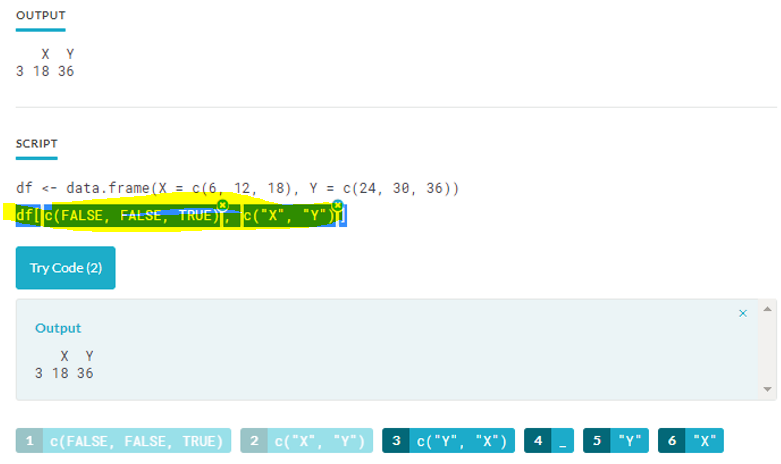 OUTPUT
X Y
3 18 36
SCRIPT
df <- data.frame(X = c(6, 12, 18), Y = c(24, 30, 36))
df[c(FALSE, FALSE, TRUE), c("X", "Y")]
Try Code (2)
Output
X Y
3 18 36
1 c(FALSE, FALSE, TRUE) 2 c("X", "Y") 3 c("Y", "X") 4 _ 5 "Y" 6 "X"